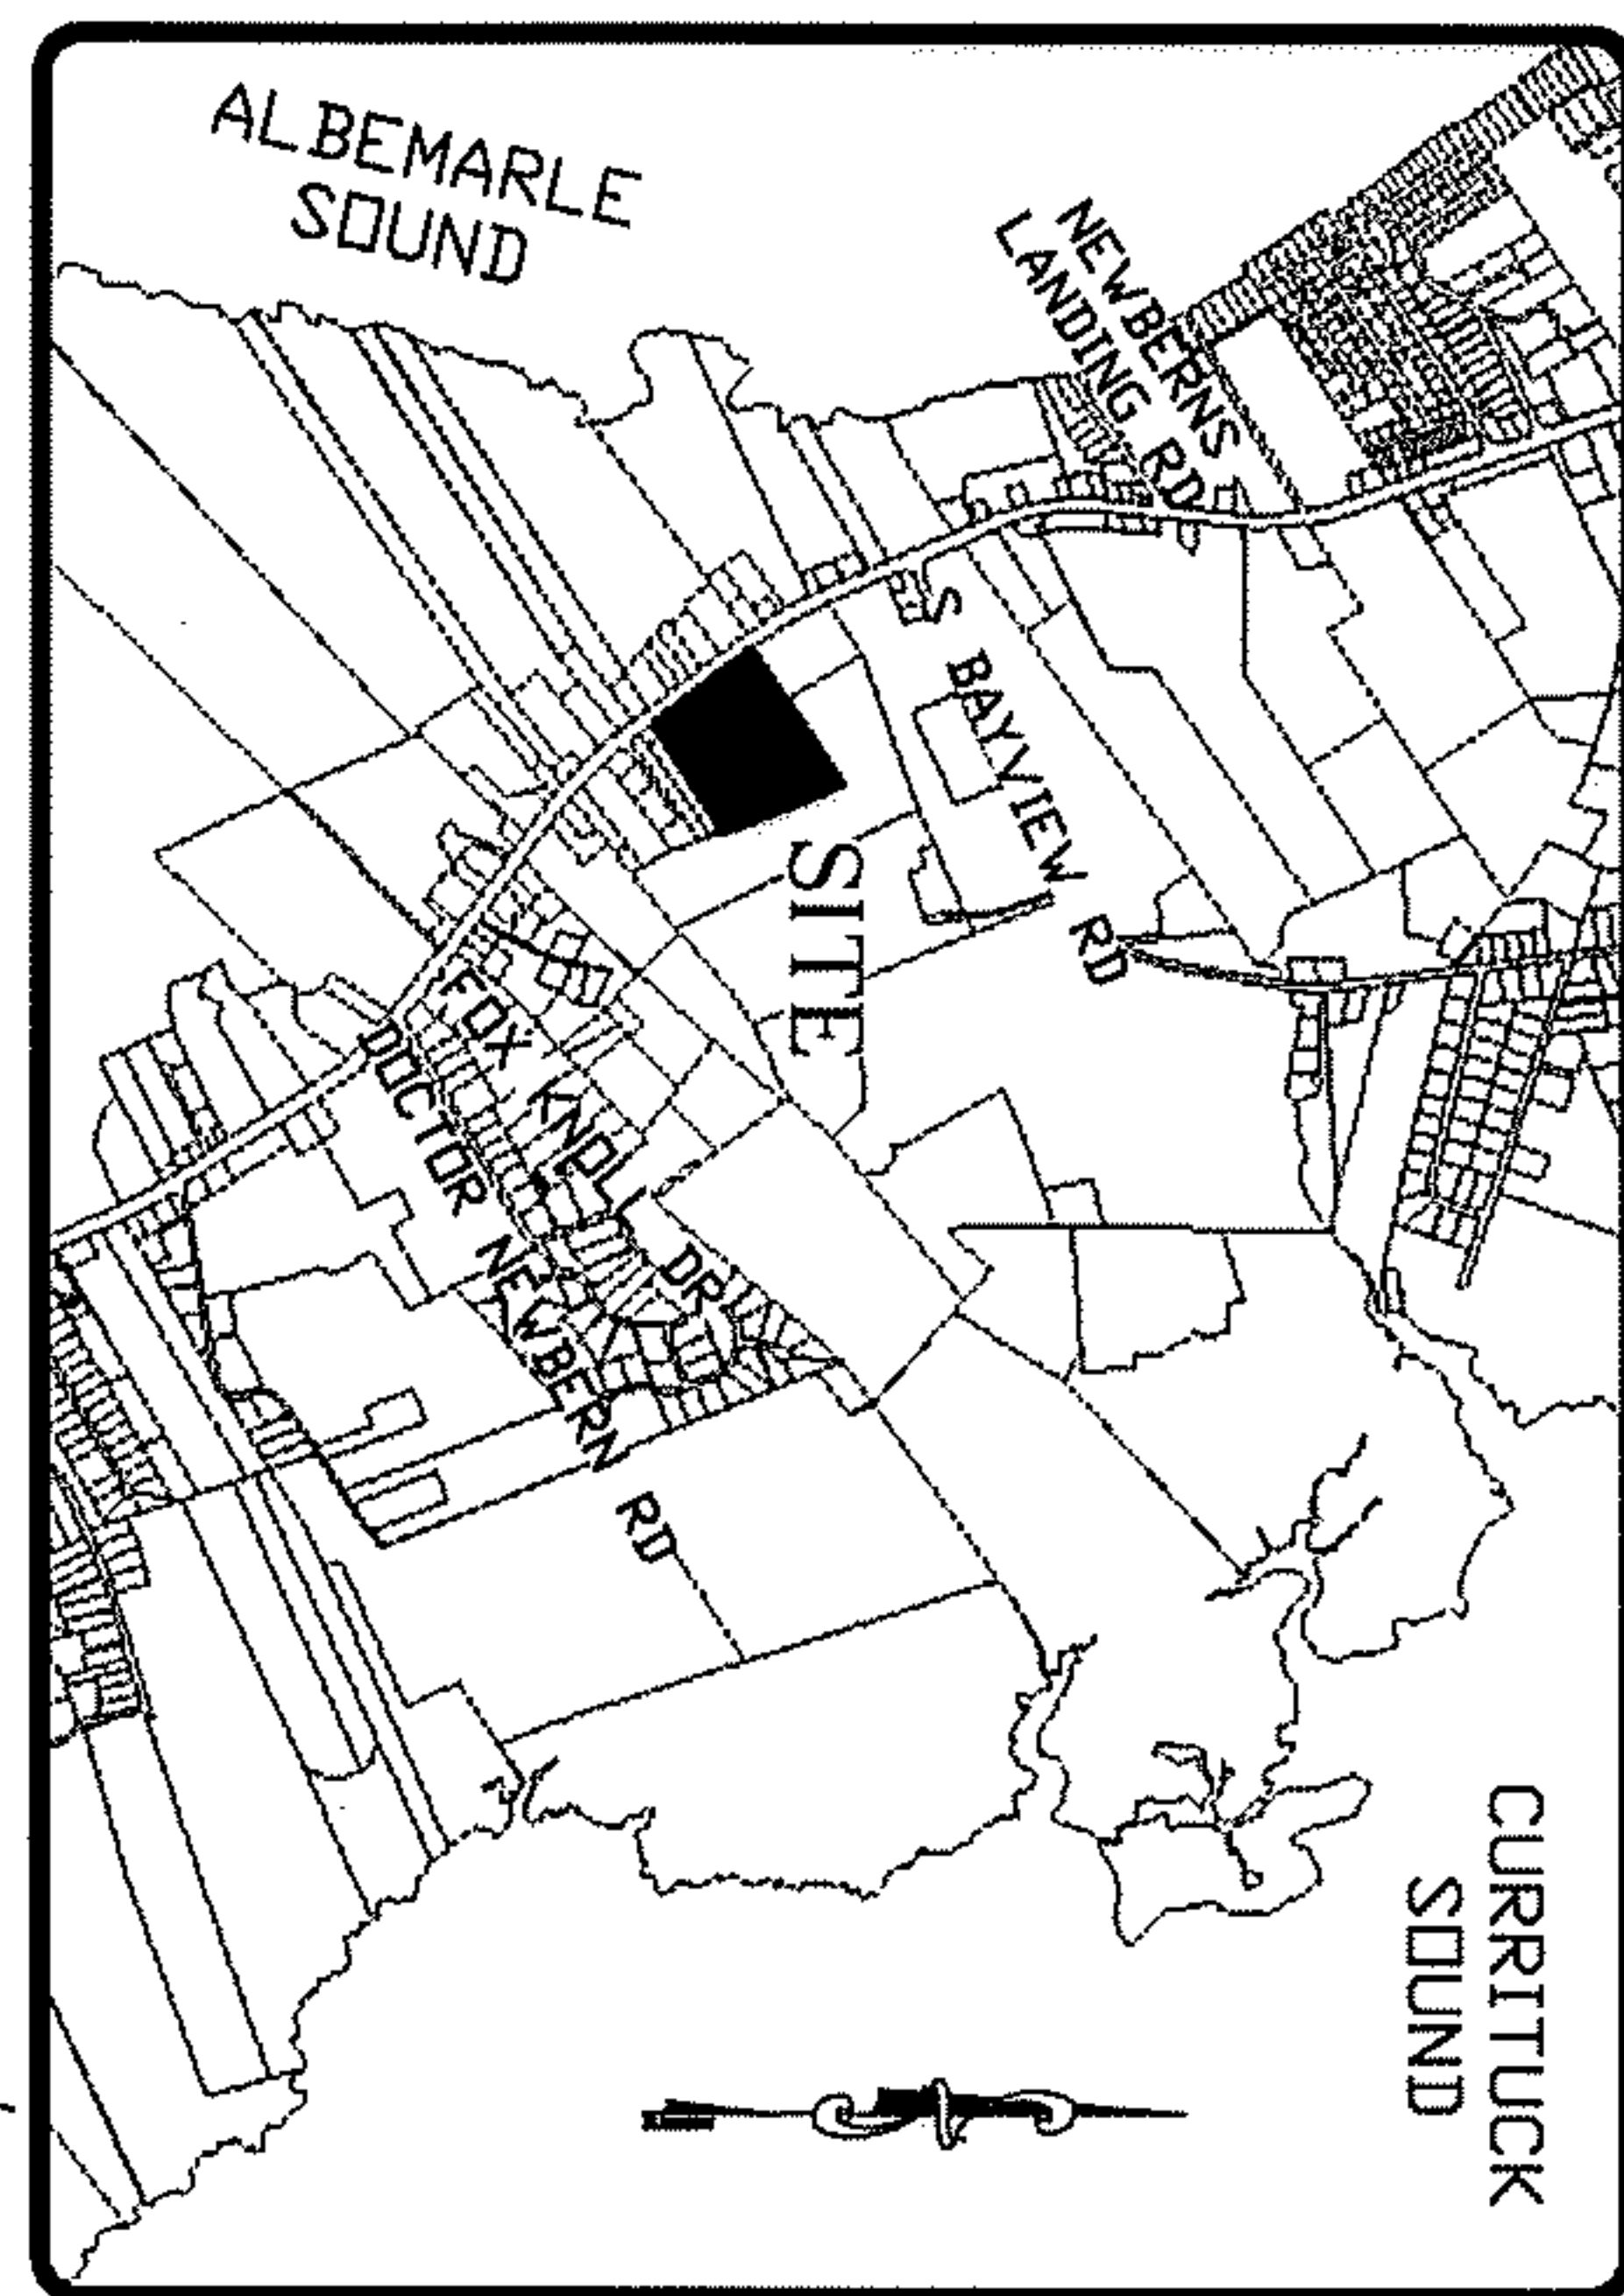 ALBEMARLE
SOUND
NEWBERNS
LANDING RD
S BAYVIEW RD
SITE
FOX KNOLL DR
DOCTOR NEWBERN RD
CURRITUCK
SOUND